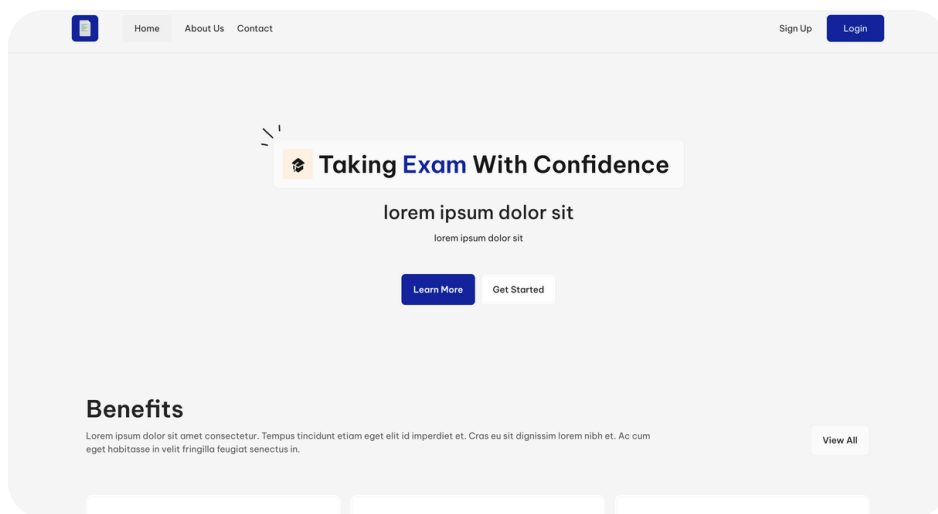 Home About Us Contact Sign Up Login
Taking Exam With Confidence
lorem ipsum dolor sit
lorem ipsum dolor sit
Learn More Get Started
Benefits
Lorem ipsum dolor sit amet consectetur. Tempus tincidunt etiam eget elit id imperdiet et. Cras eu sit dignissim lorem nibh et. Ac cum
eget habitasse in velit fringilla feugiat senectus in.
View All